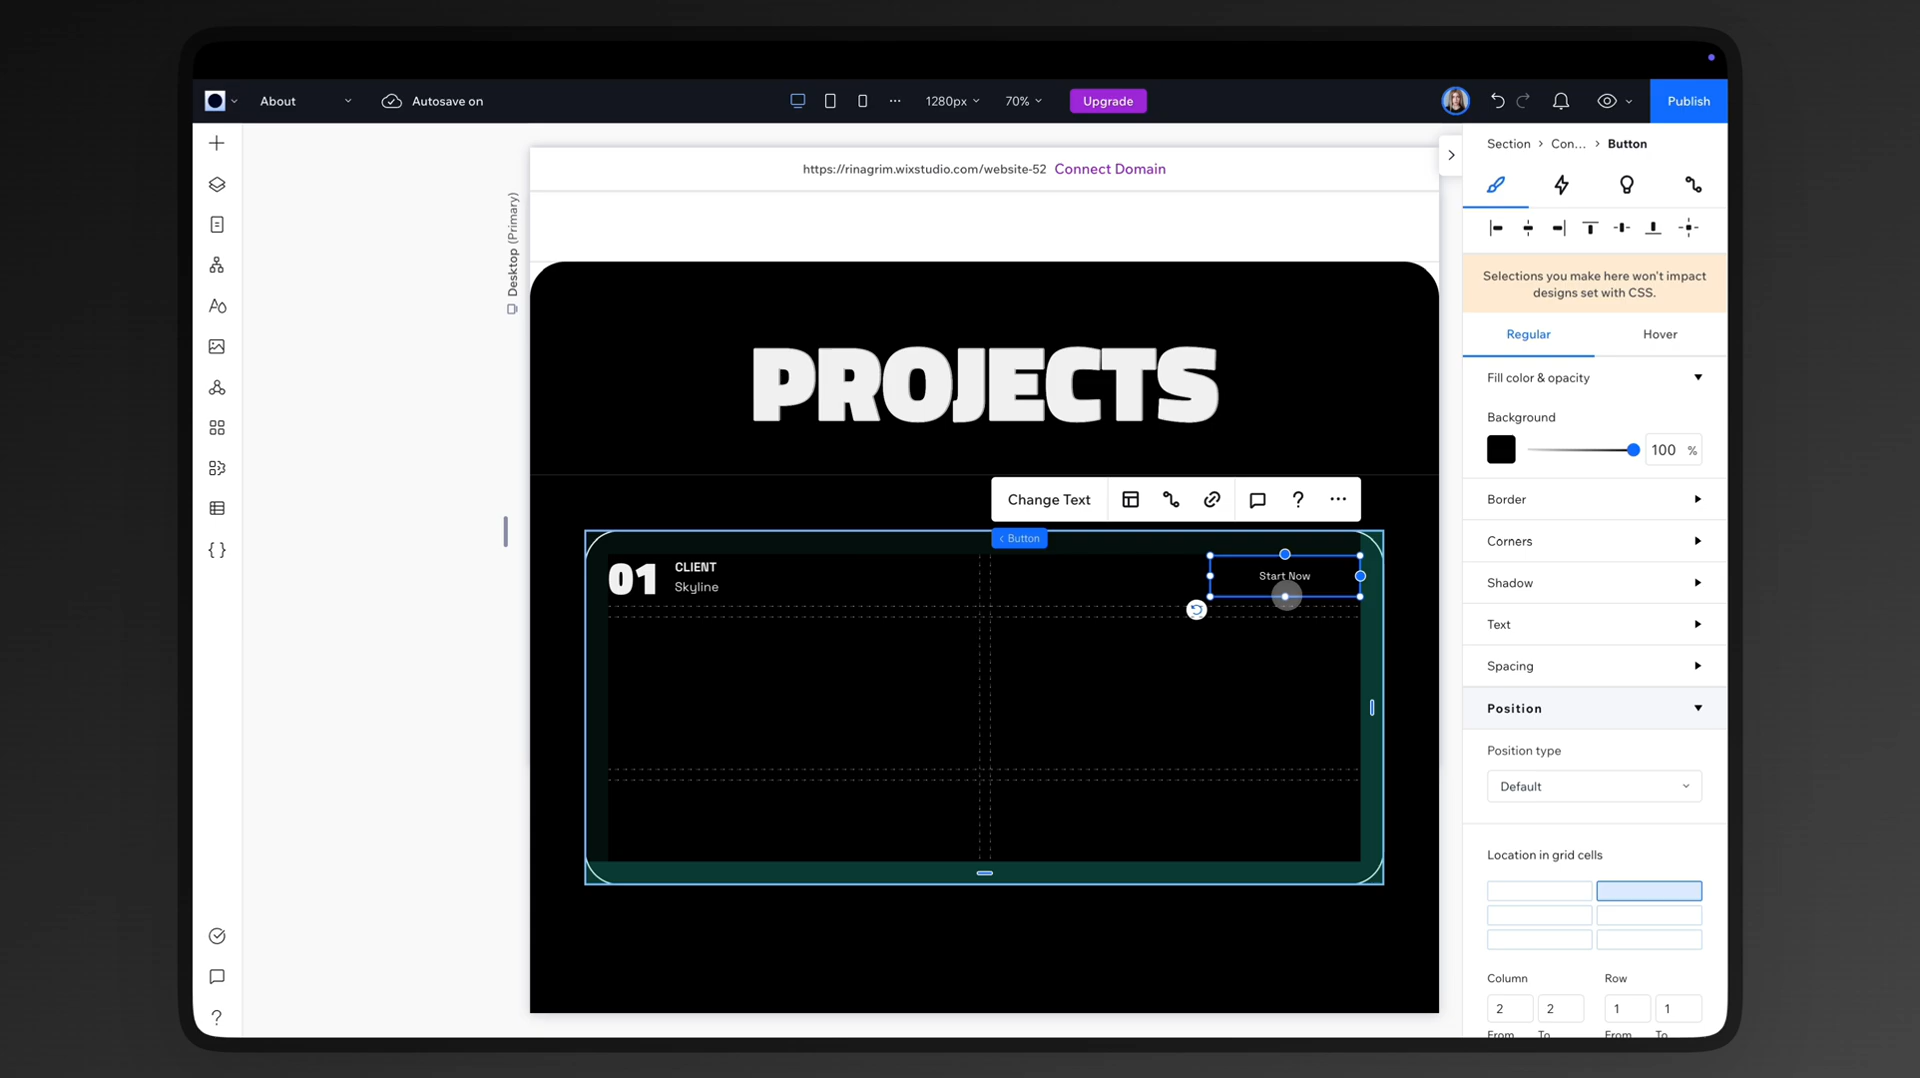 About
Autosave on
1280px
70%
Upgrade
Publish
https://rinagrim.wixstudio.com/website-52 Connect Domain
Desktop (Primary)
PROJECTS
Change Text
Button
01
CLIENT
Skyline
Start Now
Section > Con... > Button
Selections you make here won't impact
designs set with CSS.
Regular
Hover
Fill color & opacity
Background
100 %
Border
Corners
Shadow
Text
Spacing
Position
Position type
Default
Location in grid cells
Column
Row
2 2 1 1
From To From To